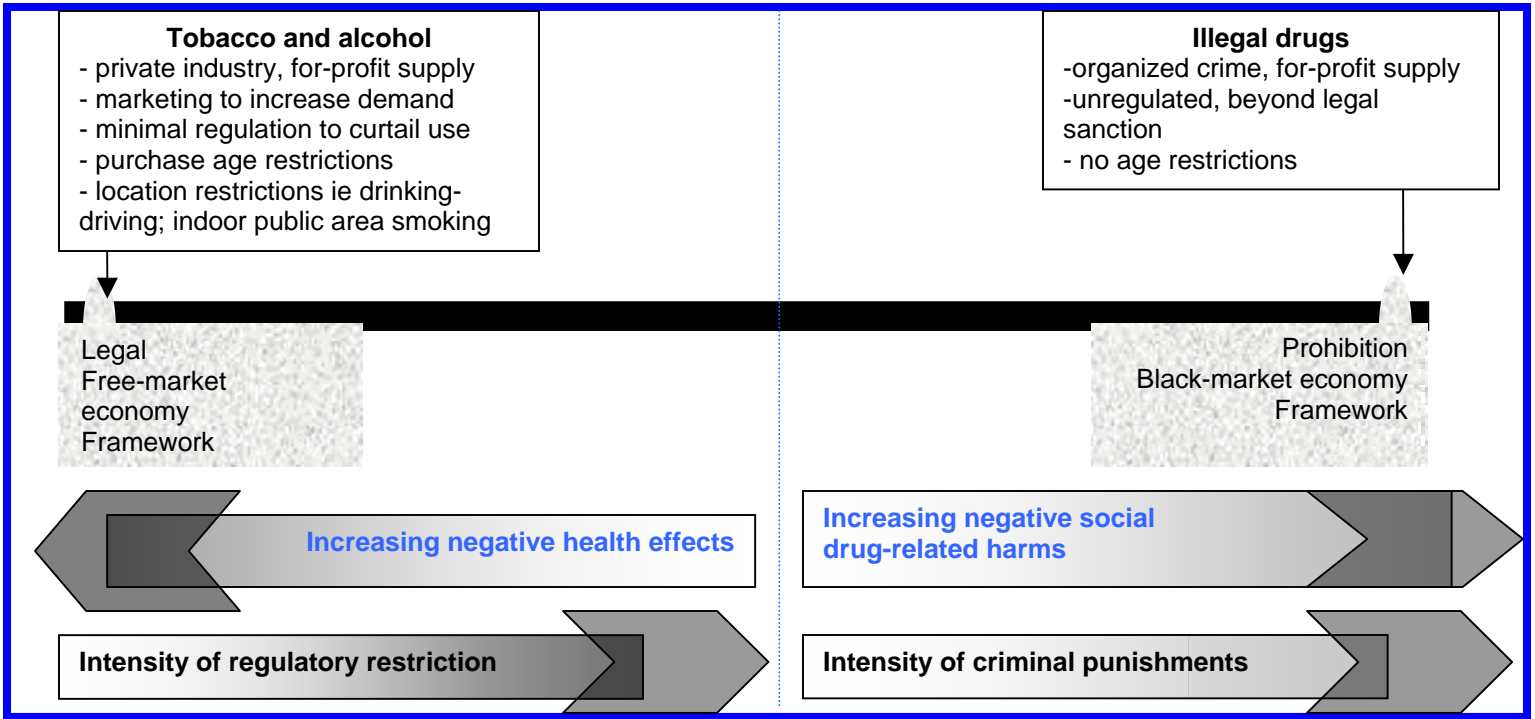 Tobacco and alcohol
- private industry, for-profit supply
- marketing to increase demand
- minimal regulation to curtail use
- purchase age restrictions
- location restrictions ie drinking-
driving; indoor public area smoking
Illegal drugs
-organized crime, for-profit supply
-unregulated, beyond legal
sanction
- no age restrictions
Legal
Free-market
economy
Framework
Prohibition
Black-market economy
Framework
Increasing negative health effects
Increasing negative social
drug-related harms
Intensity of regulatory restriction
Intensity of criminal punishments